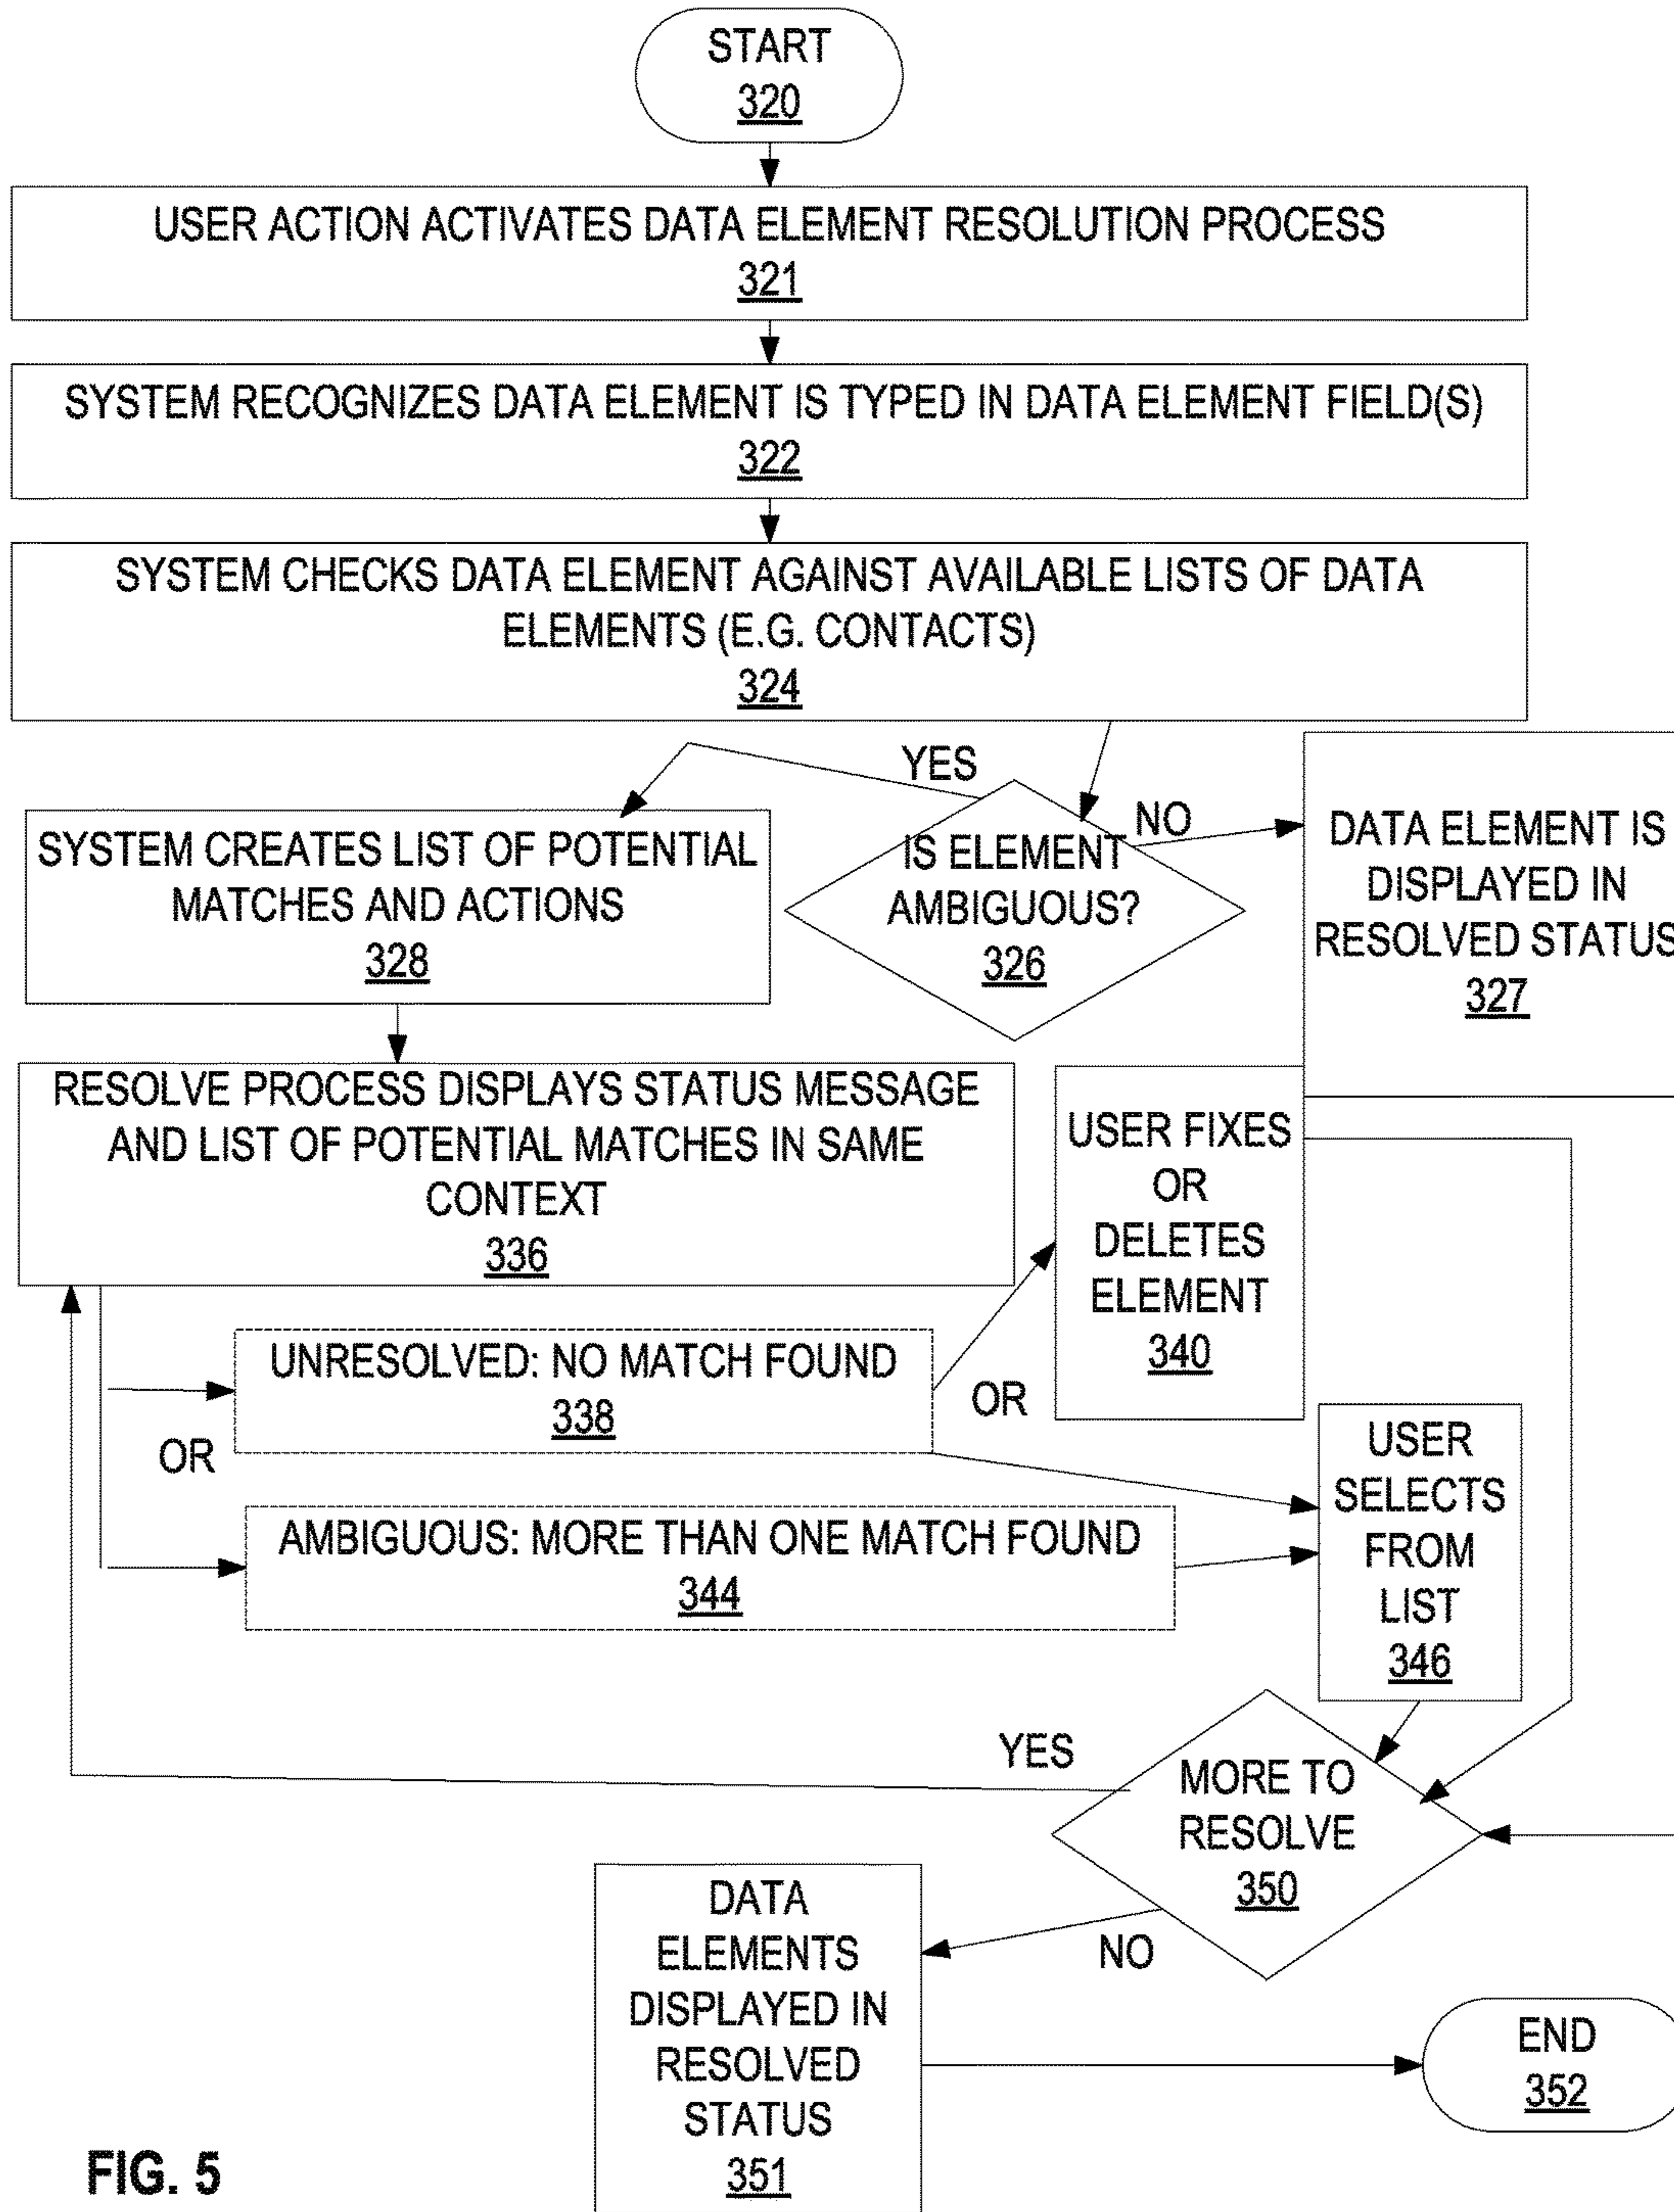 START
320
USER ACTION ACTIVATES DATA ELEMENT RESOLUTION PROCESS
321
SYSTEM RECOGNIZES DATA ELEMENT IS TYPED IN DATA ELEMENT FIELD(S)
322
SYSTEM CHECKS DATA ELEMENT AGAINST AVAILABLE LISTS OF DATA
ELEMENTS (E.G. CONTACTS)
324
YES
NO
SYSTEM CREATES LIST OF POTENTIAL
MATCHES AND ACTIONS
328
IS ELEMENT
AMBIGUOUS?
326
DATA ELEMENT IS
DISPLAYED IN
RESOLVED STATUS
327
RESOLVE PROCESS DISPLAYS STATUS MESSAGE
AND LIST OF POTENTIAL MATCHES IN SAME
CONTEXT
336
USER FIXES
OR
DELETES
ELEMENT
340
UNRESOLVED: NO MATCH FOUND
338
OR
OR
AMBIGUOUS: MORE THAN ONE MATCH FOUND
344
USER
SELECTS
FROM
LIST
346
YES
MORE TO
RESOLVE
350
NO
DATA
ELEMENTS
DISPLAYED IN
RESOLVED
STATUS
351
END
352
FIG. 5